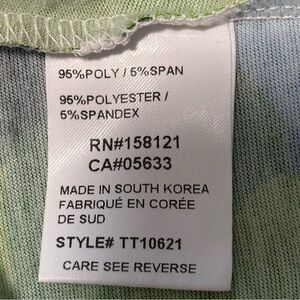 95%POLY / 5%SPAN
95%POLYESTER /
5%SPANDEX
RN#158121
CA#05633
MADE IN SOUTH KOREA
FABRIQUÉ EN CORÉE
DE SUD
STYLE# TT10621
CARE SEE REVERSE